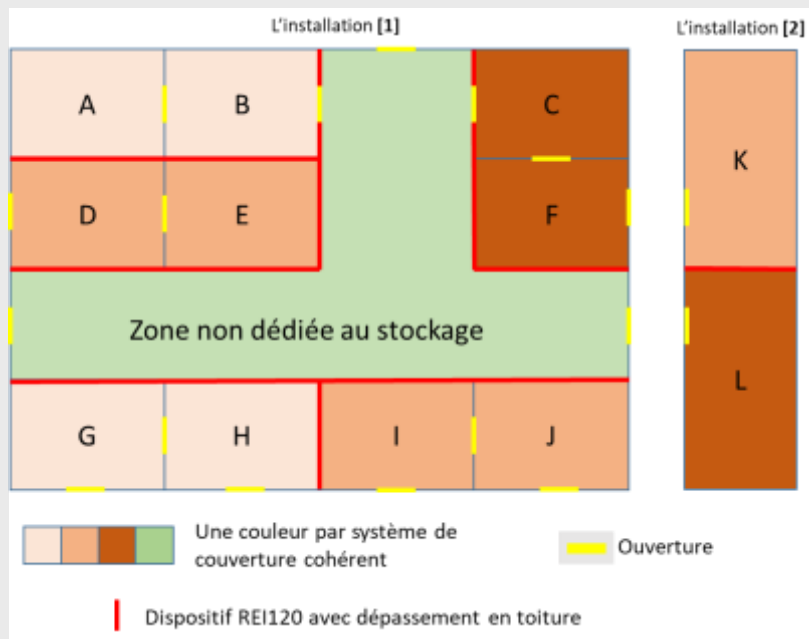 L'installation [1]
L'installation [2]
A
B
C
D
E
F
K
Zone non dédiée au stockage
L
G
H
I
J
Une couleur par système de
couverture cohérent
Ouverture
Dispositif REI120 avec dépassement en toiture